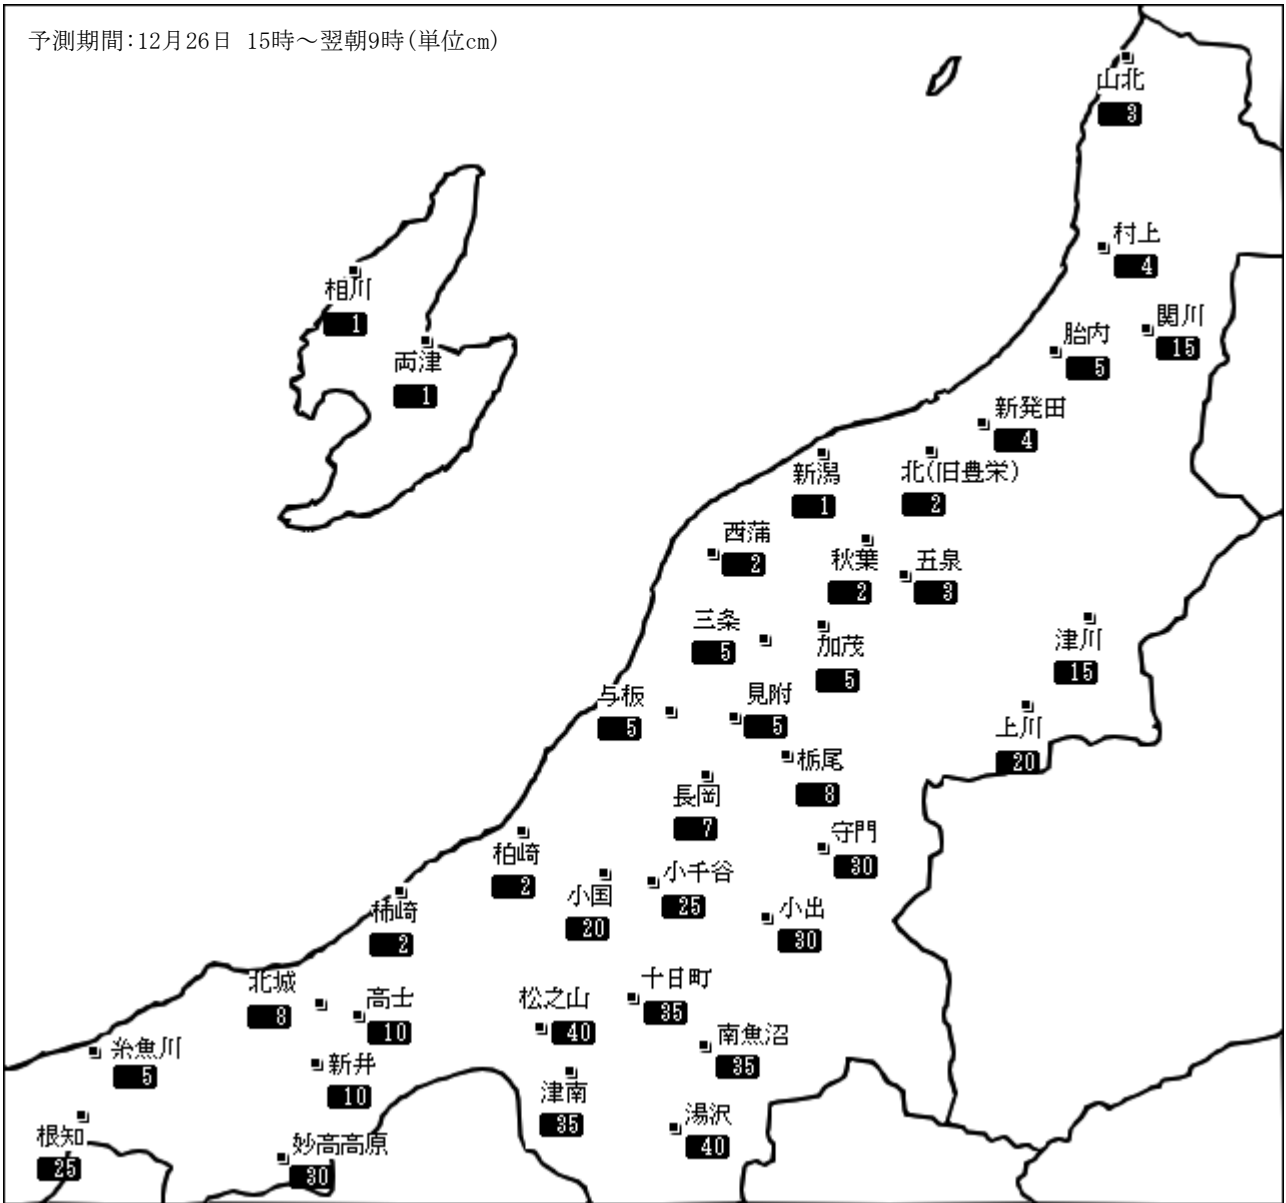 予測期間:12月26日 15時～翌朝9時(単位cm)
山北
3
村上
4
関川
15
胎内
5
相川
1
両津
1
新発田
4
新潟
1
北(旧豊栄)
2
西蒲
2
秋葉
2
五泉
3
三条
5
加茂
5
津川
15
与板
5
見附
5
上川
20
栃尾
8
長岡
7
守門
30
柏崎
2
小国
20
小千谷
25
小出
30
柿崎
2
北城
8
高士
10
松之山
40
十日町
35
南魚沼
35
糸魚川
5
新井
10
津南
35
湯沢
40
根知
25
妙高高原
30